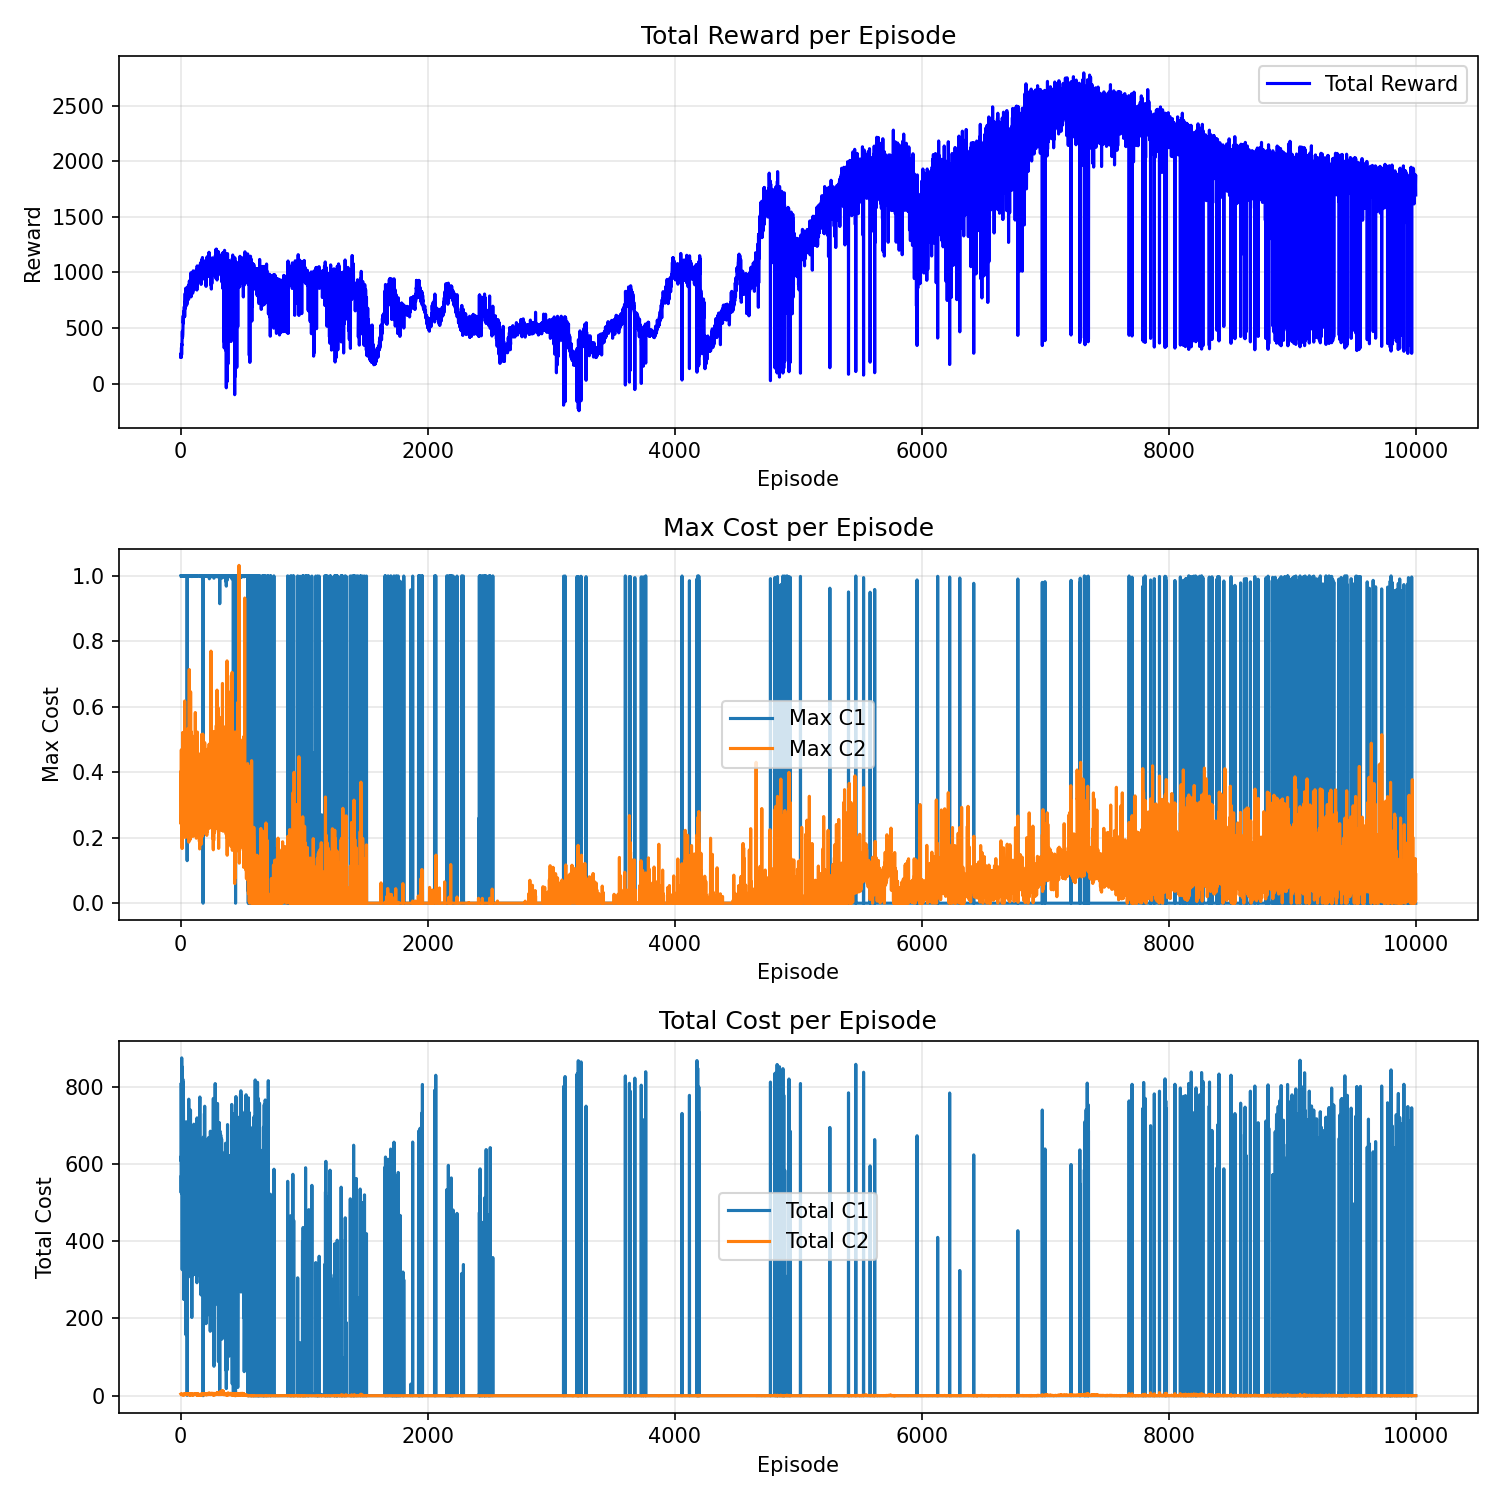 Total Reward per Episode
Total Reward
2500
2000
1500
1000
500
0
Reward
0 2000 4000 6000 8000 10000
Episode
Max Cost per Episode
1.0
0.8
0.6
0.4
0.2
0.0
Max Cost
Max C1
Max C2
0 2000 4000 6000 8000 10000
Episode
Total Cost per Episode
800
600
400
200
0
Total Cost
Total C1
Total C2
0 2000 4000 6000 8000 10000
Episode